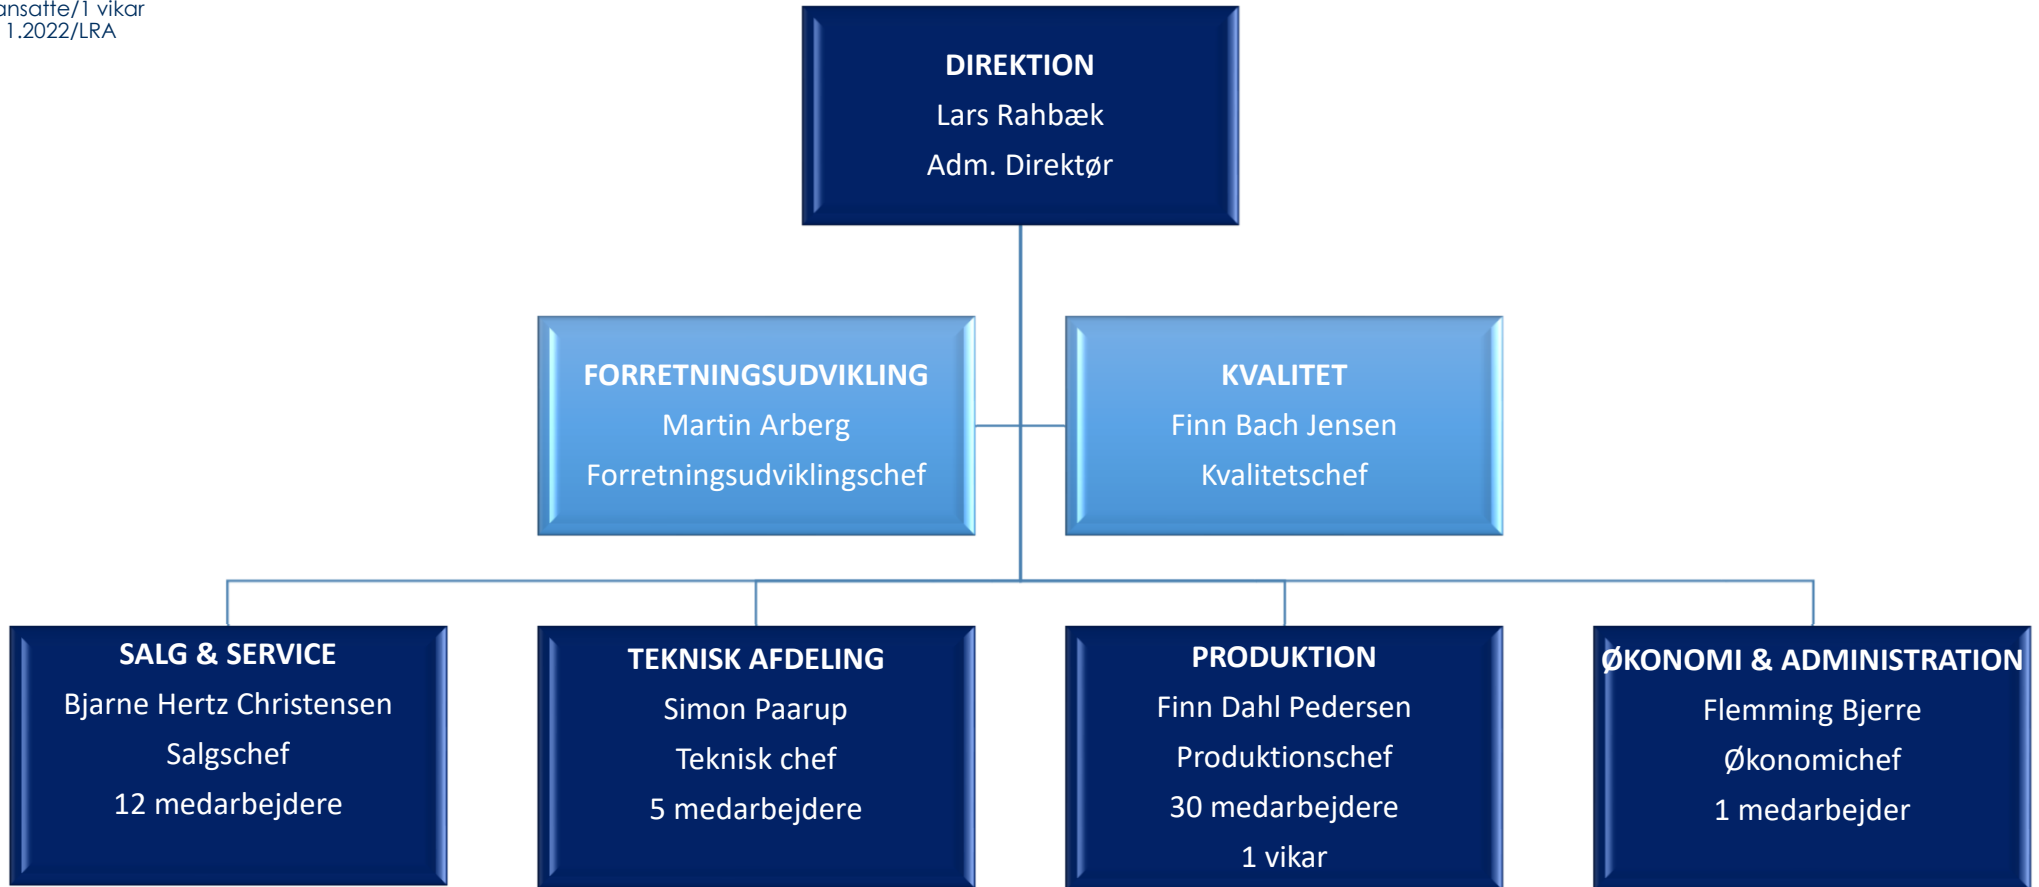 ansatte/1 vikar
1.2022/LRA
DIREKTION
Lars Rahbæk
Adm. Direktør
FORRETNINGSUDVIKLING
Martin Arberg
Forretningsudviklingschef
KVALITET
Finn Bach Jensen
Kvalitetschef
SALG & SERVICE
Bjarne Hertz Christensen
Salgschef
12 medarbejdere
TEKNISK AFDELING
Simon Paarup
Teknisk chef
5 medarbejdere
PRODUKTION
Finn Dahl Pedersen
Produktionschef
30 medarbejdere
1 vikar
ØKONOMI & ADMINISTRATION
Flemming Bjerre
Økonomichef
1 medarbejder